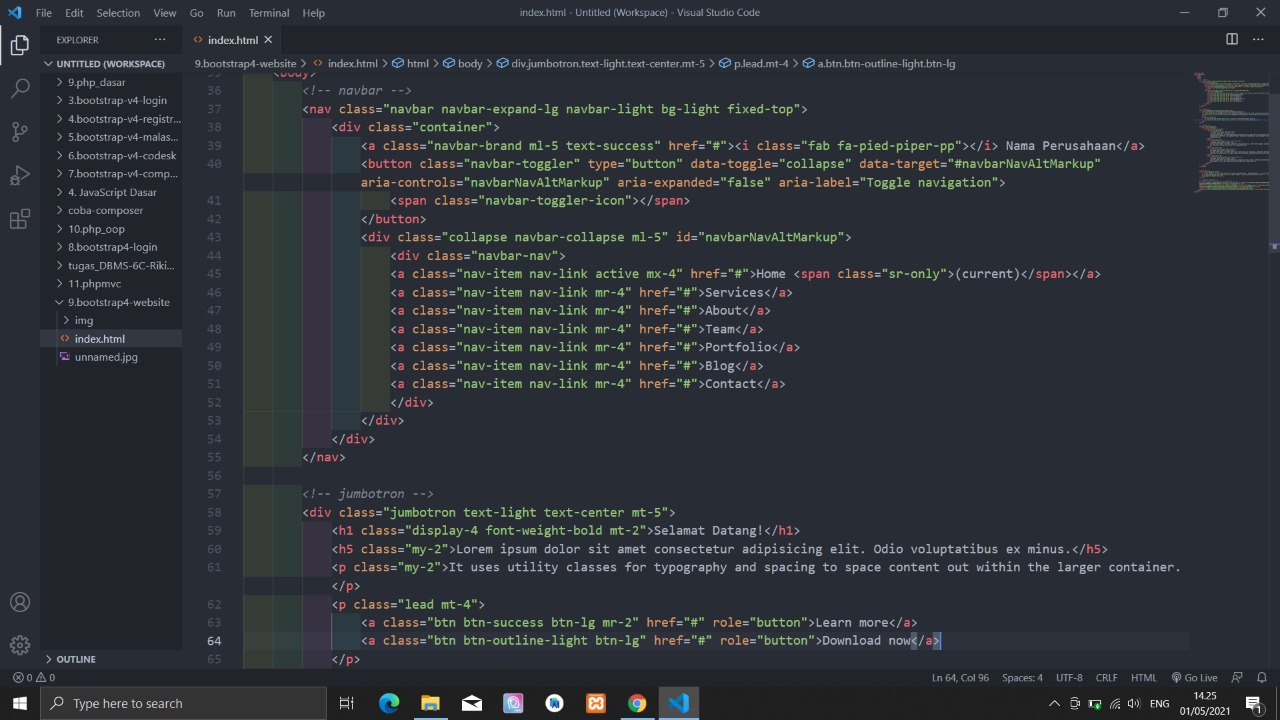 File Edit Selection View Go Run Terminal Help
index.html - Untitled (Workspace) - Visual Studio Code
EXPLORER
index.html
UNTITLED (WORKSPACE)
9.php_dasar
3.bootstrap-v4-login
4.bootstrap-v4-registr...
5.bootstrap-v4-malas...
6.bootstrap-v4-codesk
7.bootstrap-v4-comp...
4. JavaScript Dasar
coba-composer
10.php_oop
8.bootstrap4-login
tugas_DBMS-6C-Riki...
11.phpmvc
9.bootstrap4-website
img
index.html
unnamed.jpg
OUTLINE
9.bootstrap4-website > index.html > html > body > div.jumbotron.text-light.text-center.mt-5 > p.lead.mt-4 > a.btn.btn-outline-light.btn-lg
35 <body>
36 <!-- navbar -->
37 <nav class="navbar navbar-expand-lg navbar-light bg-light fixed-top">
38 <div class="container">
39 <a class="navbar-brand ml-5 text-success" href="#"><i class="fab fa-pied-piper-pp"></i> Nama Perusahaan</a>
40 <button class="navbar-toggler" type="button" data-toggle="collapse" data-target="#navbarNavAltMarkup"
aria-controls="navbarNavAltMarkup" aria-expanded="false" aria-label="Toggle navigation">
41 <span class="navbar-toggler-icon"></span>
42 </button>
43 <div class="collapse navbar-collapse ml-5" id="navbarNavAltMarkup">
44 <div class="navbar-nav">
45 <a class="nav-item nav-link active mx-4" href="#">Home <span class="sr-only">(current)</span></a>
46 <a class="nav-item nav-link mr-4" href="#">Services</a>
47 <a class="nav-item nav-link mr-4" href="#">About</a>
48 <a class="nav-item nav-link mr-4" href="#">Team</a>
49 <a class="nav-item nav-link mr-4" href="#">Portfolio</a>
50 <a class="nav-item nav-link mr-4" href="#">Blog</a>
51 <a class="nav-item nav-link mr-4" href="#">Contact</a>
52 </div>
53 </div>
54 </div>
55 </nav>
56
57 <!-- jumbotron -->
58 <div class="jumbotron text-light text-center mt-5">
59 <h1 class="display-4 font-weight-bold mt-2">Selamat Datang!</h1>
60 <h5 class="my-2">Lorem ipsum dolor sit amet consectetur adipisicing elit. Odio voluptatibus ex minus.</h5>
61 <p class="my-2">It uses utility classes for typography and spacing to space content out within the larger container.
</p>
62 <p class="lead mt-4">
63 <a class="btn btn-success btn-lg mr-2" href="#" role="button">Learn more</a>
64 <a class="btn btn-outline-light btn-lg" href="#" role="button">Download now</a>
65 </p>
0 0
Ln 64, Col 96 Spaces: 4 UTF-8 CRLF HTML Go Live
Type here to search
ENG
14.25
01/05/2021
1